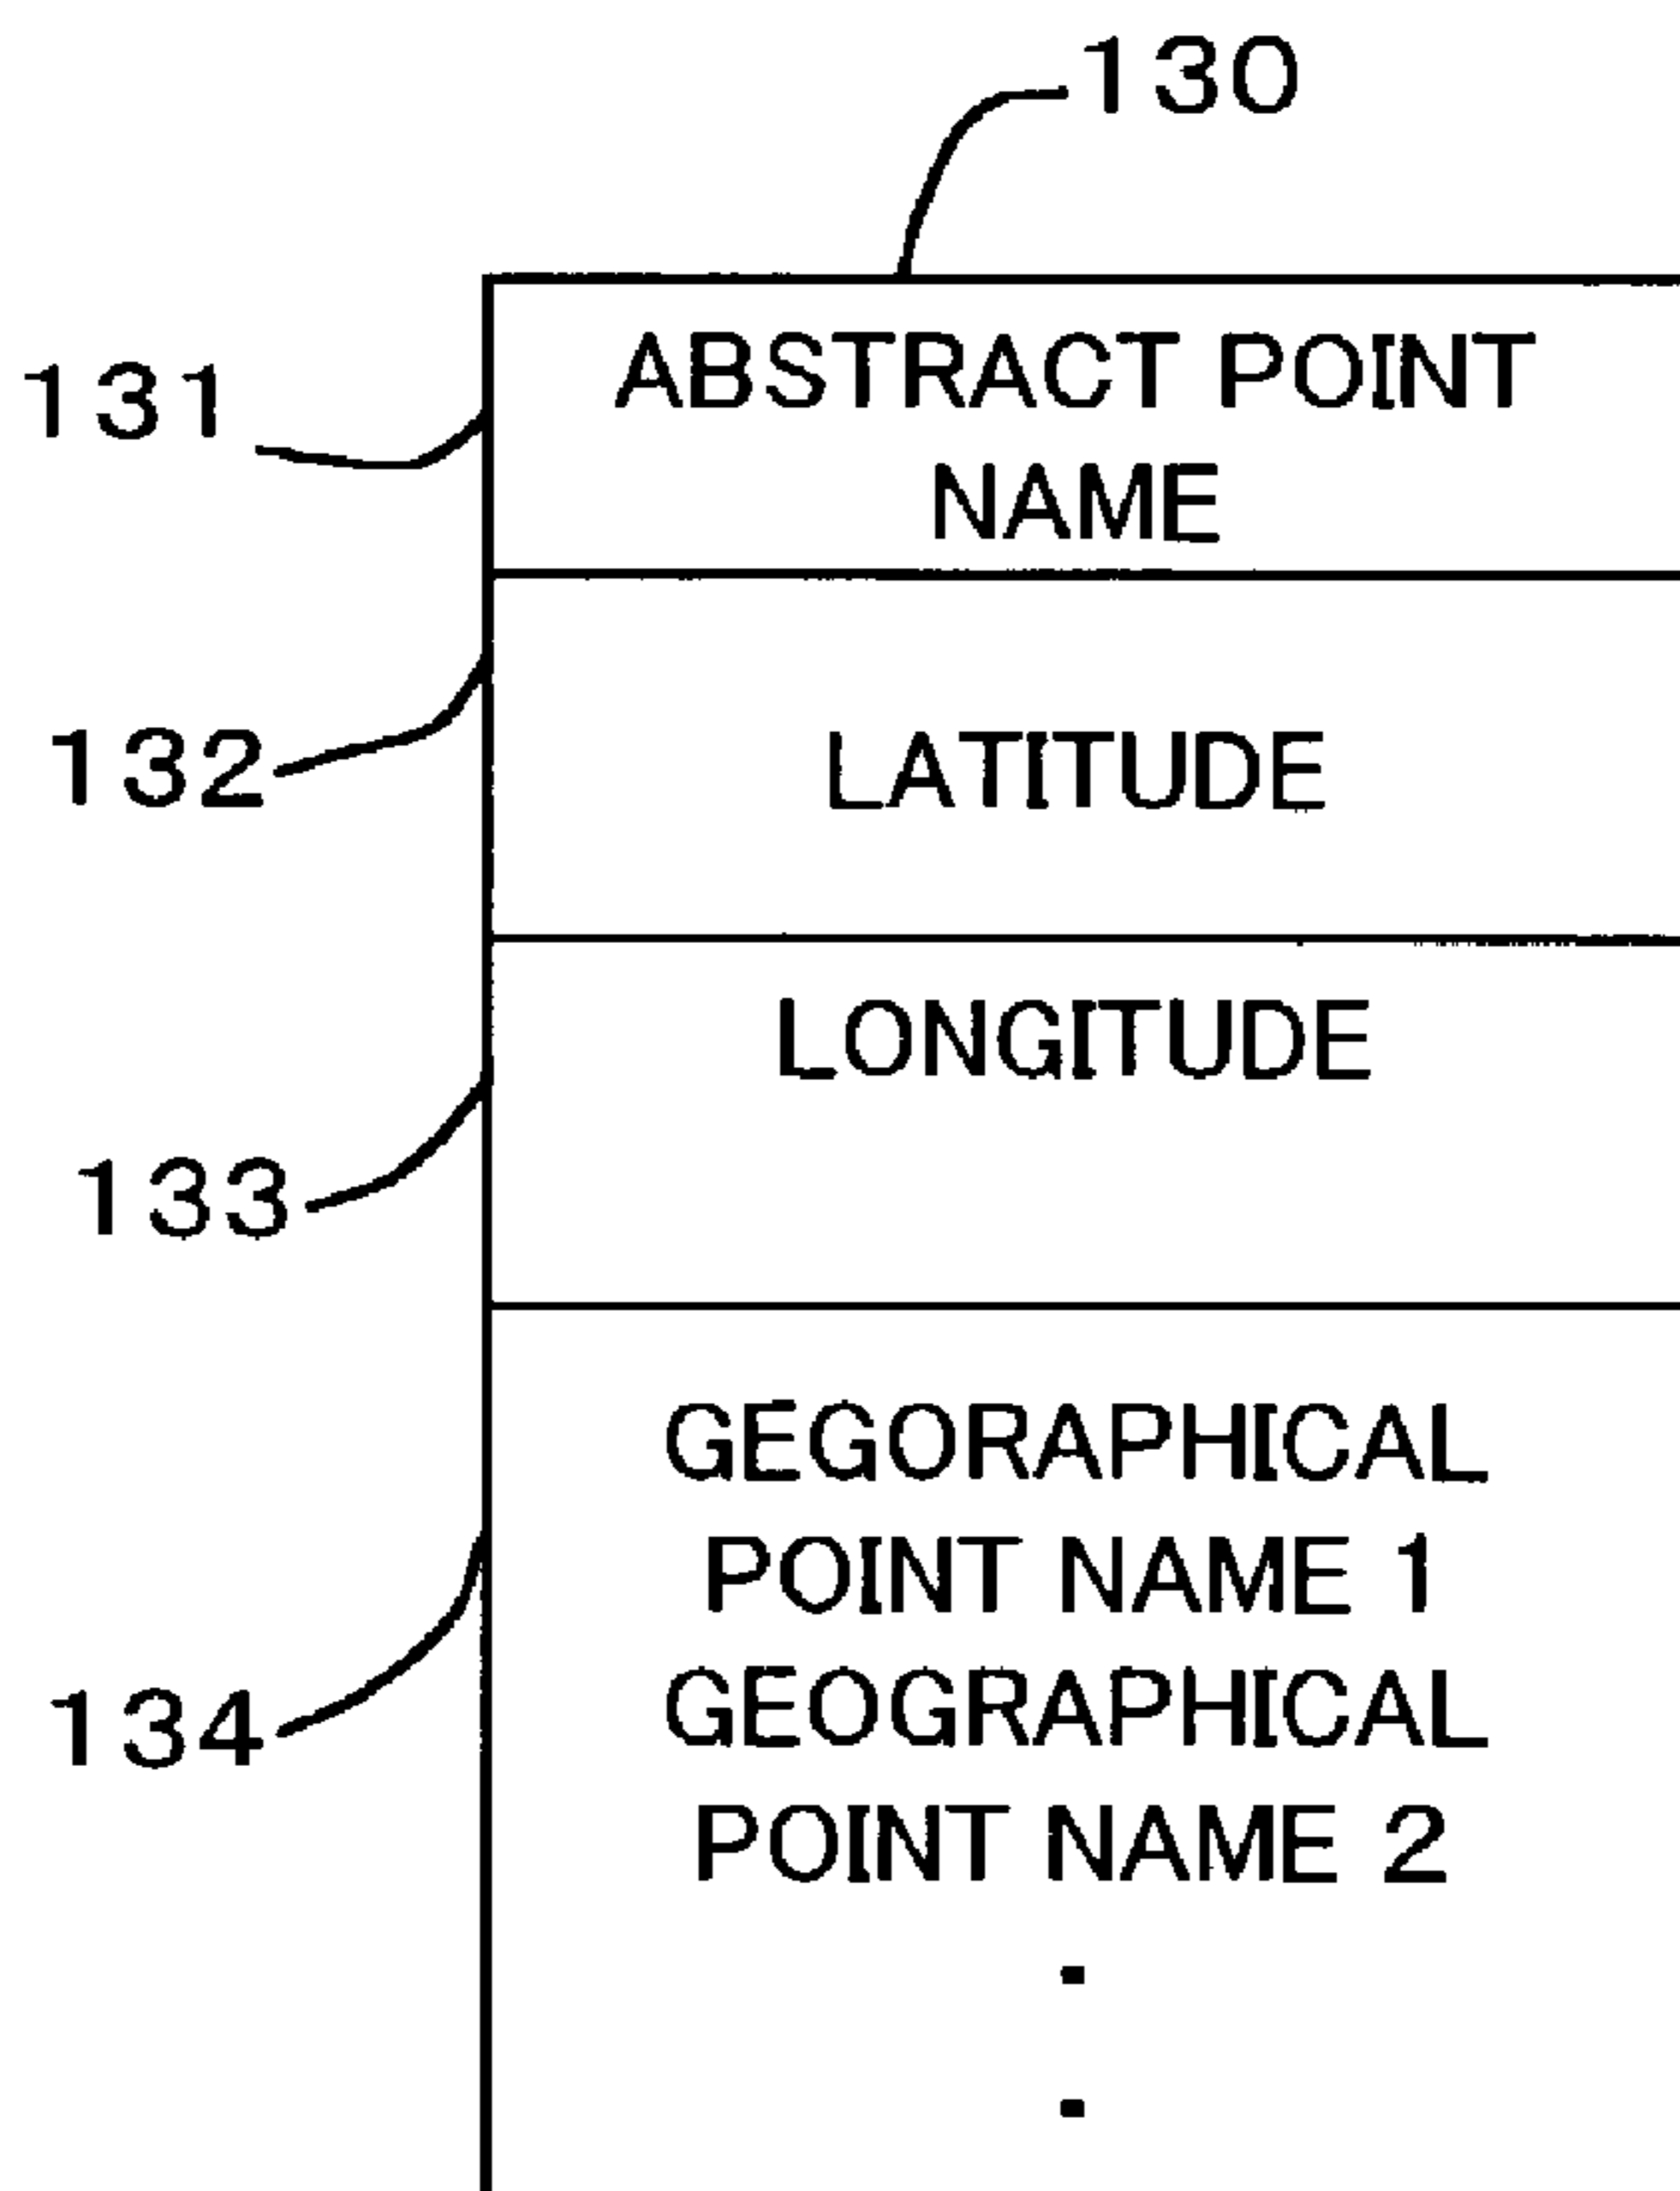 130
131
ABSTRACT POINT
NAME
132
LATITUDE
LONGITUDE
133
GEGORAPHICAL
POINT NAME 1
134
GEOGRAPHICAL
POINT NAME 2